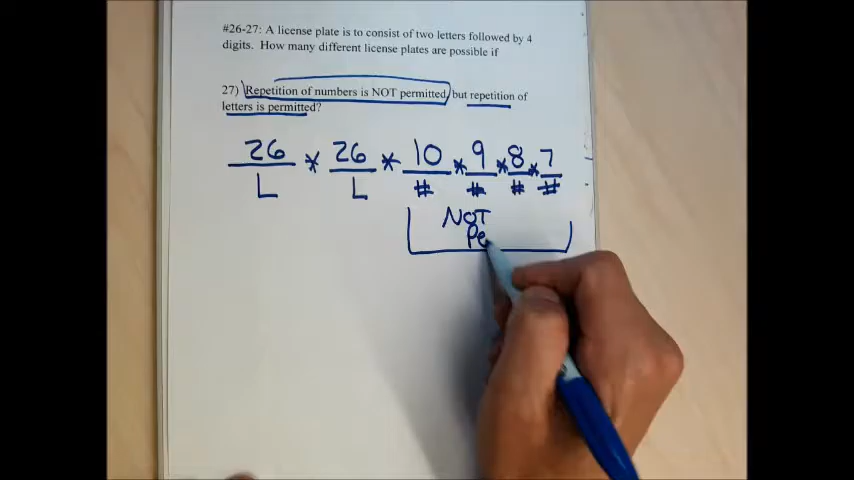 #26-27: A license plate is to consist of two letters followed by 4
digits. How many different license plates are possible if
27) Repetition of numbers is NOT permitted, but repetition of
letters is permitted?
26 * 26 * 10 * 9 * 8 * 7
L L # # # #
NOT
Pe